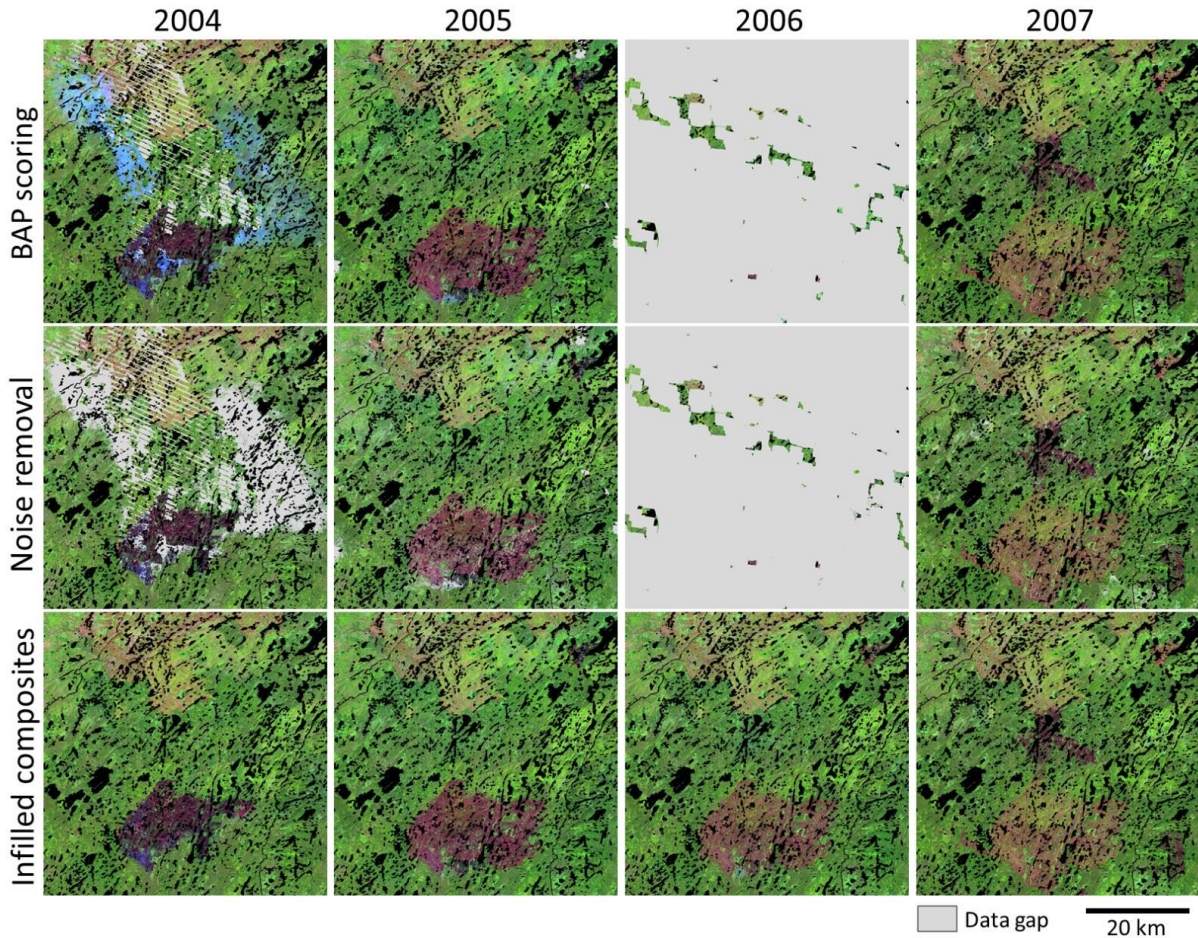 2004 2005 2006 2007
BAP scoring
Noise removal
Infilled composites
Data gap
20 km